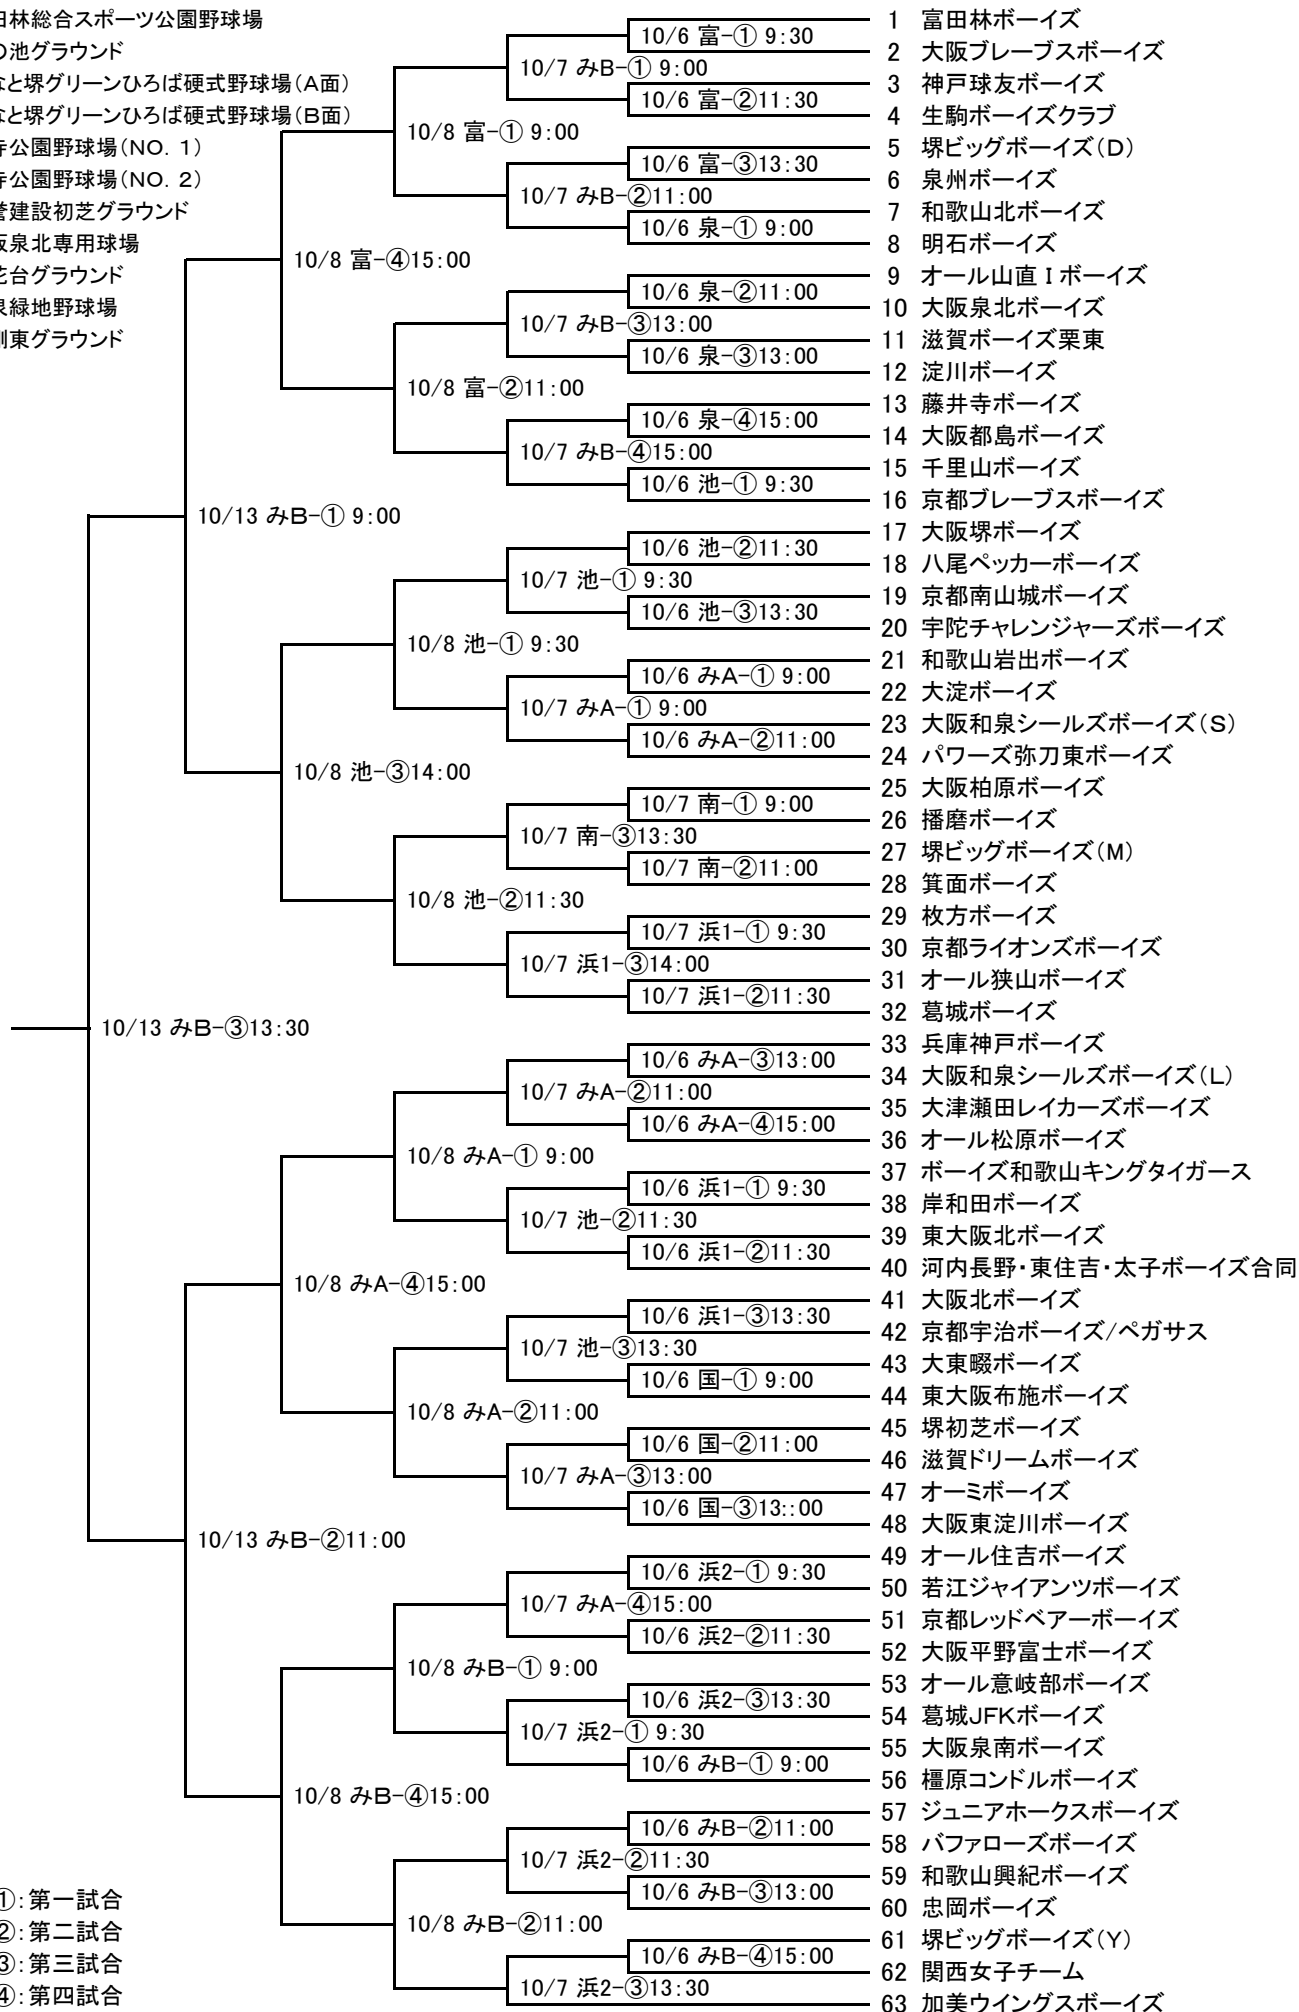 田林総合スポーツ公園野球場
の池グラウンド
なと堺グリーンひろば硬式野球場（A面）
なと堺グリーンひろば硬式野球場（B面）
寺公園野球場（NO．1）
寺公園野球場（NO．2）
誉建設初芝グラウンド
阪泉北専用球場
花台グラウンド
泉緑地野球場
圳東グラウンド
1 富田林ボーイズ
10/6 富-① 9:30
2 大阪ブレーブスボーイズ
10/7 みB-① 9:00
3 神戸球友ボーイズ
10/6 富-②11:30
4 生駒ボーイズクラブ
10/8 富-① 9:00
5 堺ビッグボーイズ（D）
10/6 富-③13:30
6 泉州ボーイズ
10/7 みB-②11:00
7 和歌山北ボーイズ
10/6 泉-① 9:00
8 明石ボーイズ
10/8 富-④15:00
9 オール山直Ｉボーイズ
10/6 泉-②11:00
10 大阪泉北ボーイズ
10/7 みB-③13:00
11 滋賀ボーイズ栗東
10/6 泉-③13:00
12 淀川ボーイズ
10/8 富-②11:00
13 藤井寺ボーイズ
10/6 泉-④15:00
14 大阪都島ボーイズ
10/7 みB-④15:00
15 千里山ボーイズ
10/6 池-① 9:30
16 京都ブレーブスボーイズ
10/13 みB-① 9:00
17 大阪堺ボーイズ
10/6 池-②11:30
18 八尾ペッカーボーイズ
10/7 池-① 9:30
19 京都南山城ボーイズ
10/6 池-③13:30
20 宇陀チャレンジャーズボーイズ
10/8 池-① 9:30
21 和歌山岩出ボーイズ
10/6 みA-① 9:00
22 大淀ボーイズ
10/7 みA-① 9:00
23 大阪和泉シールズボーイズ（S）
10/6 みA-②11:00
24 パワーズ弥刀東ボーイズ
10/8 池-③14:00
25 大阪柏原ボーイズ
10/7 南-① 9:00
26 播磨ボーイズ
10/7 南-③13:30
27 堺ビッグボーイズ（M）
10/7 南-②11:00
28 箕面ボーイズ
10/8 池-②11:30
29 枚方ボーイズ
10/7 浜1-① 9:30
30 京都ライオンズボーイズ
10/7 浜1-③14:00
31 オール狭山ボーイズ
10/7 浜1-②11:30
32 葛城ボーイズ
10/13 みB-③13:30
33 兵庫神戸ボーイズ
10/6 みA-③13:00
34 大阪和泉シールズボーイズ（L）
10/7 みA-②11:00
35 大津瀬田レイカーズボーイズ
10/6 みA-④15:00
36 オール松原ボーイズ
10/8 みA-① 9:00
37 ボーイズ和歌山キングタイガース
10/6 浜1-① 9:30
38 岸和田ボーイズ
10/7 池-②11:30
39 東大阪北ボーイズ
10/6 浜1-②11:30
40 河内長野・東住吉・太子ボーイズ合同
10/8 みA-④15:00
41 大阪北ボーイズ
10/6 浜1-③13:30
42 京都宇治ボーイズ/ペガサス
10/7 池-③13:30
43 大東畷ボーイズ
10/6 国-① 9:00
44 東大阪布施ボーイズ
10/8 みA-②11:00
45 堺初芝ボーイズ
10/6 国-②11:00
46 滋賀ドリームボーイズ
10/7 みA-③13:00
47 オーミボーイズ
10/6 国-③13::00
48 大阪東淀川ボーイズ
10/13 みB-②11:00
49 オール住吉ボーイズ
10/6 浜2-① 9:30
50 若江ジャイアンツボーイズ
10/7 みA-④15:00
51 京都レッドベアーボーイズ
10/6 浜2-②11:30
52 大阪平野富士ボーイズ
10/8 みB-① 9:00
53 オール意岐部ボーイズ
10/6 浜2-③13:30
54 葛城JFKボーイズ
10/7 浜2-① 9:30
55 大阪泉南ボーイズ
10/6 みB-① 9:00
56 橿原コンドルボーイズ
10/8 みB-④15:00
57 ジュニアホークスボーイズ
10/6 みB-②11:00
58 バファローズボーイズ
10/7 浜2-②11:30
59 和歌山興紀ボーイズ
10/6 みB-③13:00
60 忠岡ボーイズ
10/8 みB-②11:00
61 堺ビッグボーイズ（Y）
10/6 みB-④15:00
62 関西女子チーム
10/7 浜2-③13:30
63 加美ウイングスボーイズ
①：第一試合
②：第二試合
③：第三試合
④：第四試合